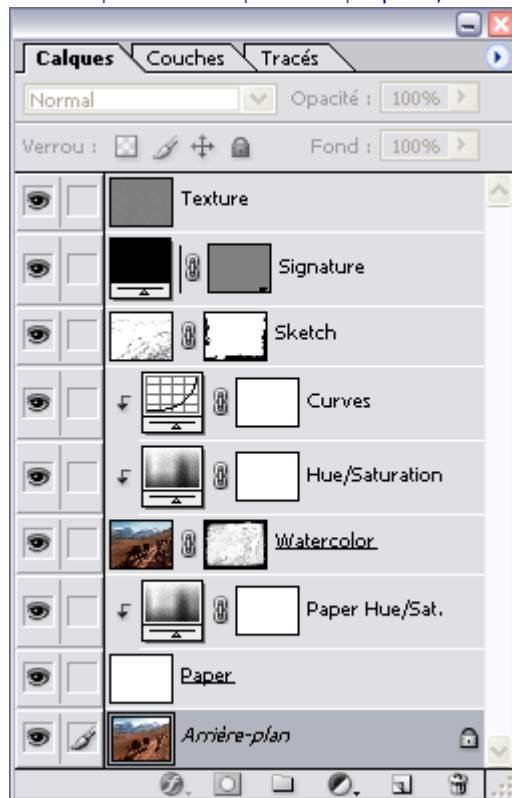 Calques Couches Tracés
Normal Opacité : 100%
Verrou : Fond : 100%
Texture
Signature
Sketch
Curves
Hue/Saturation
Watercolor
Paper Hue/Sat.
Paper
Arrière-plan